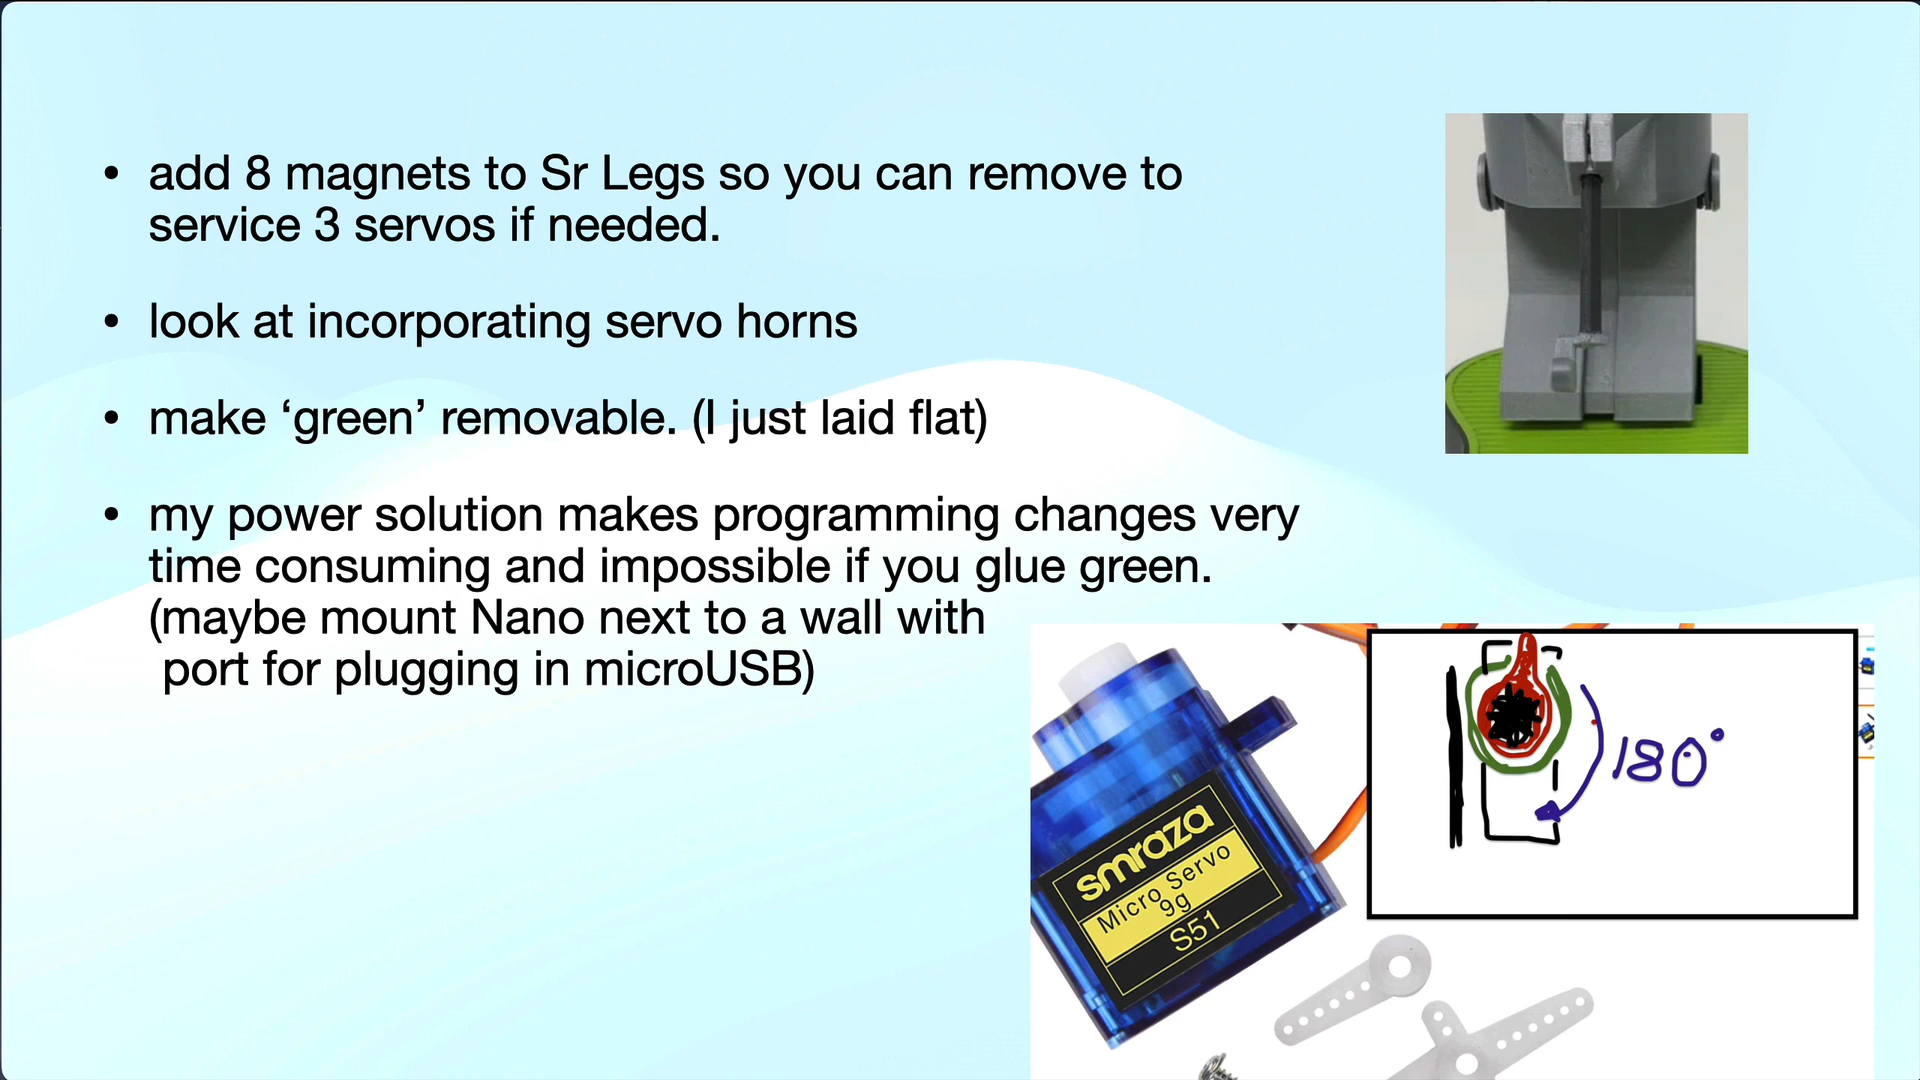 • add 8 magnets to Sr Legs so you can remove to
service 3 servos if needed.
• look at incorporating servo horns
• make ‘green’ removable. (I just laid flat)
• my power solution makes programming changes very
time consuming and impossible if you glue green.
(maybe mount Nano next to a wall with
port for plugging in microUSB)
180°
smraza
Micro Servo
9g
S51